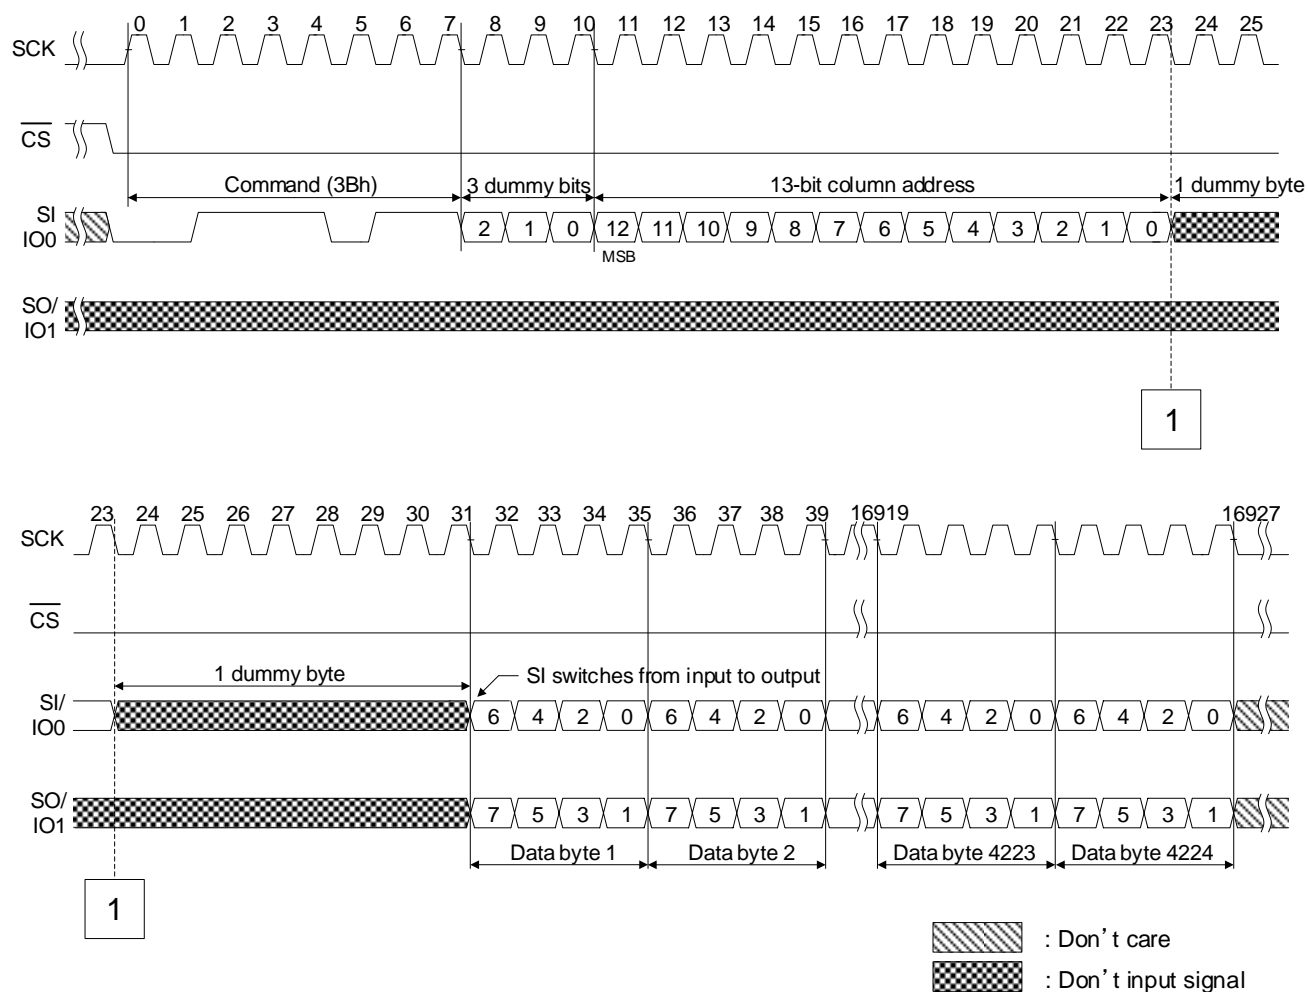 0 1 2 3 4 5 6 7 8 9 10 11 12 13 14 15 16 17 18 19 20 21 22 23 24 25
SCK
CS
Command (3Bh) 3 dummy bits 13-bit column address 1 dummy byte
SI
IO0
2 1 0 12 11 10 9 8 7 6 5 4 3 2 1 0
MSB
SO/
IO1
1
23 24 25 26 27 28 29 30 31 32 33 34 35 36 37 38 39 16919 16927
SCK
CS
1 dummy byte SI switches from input to output
SI/
IO0
6 4 2 0 6 4 2 0 6 4 2 0 6 4 2 0
SO/
IO1
7 5 3 1 7 5 3 1 7 5 3 1 7 5 3 1
Data byte 1 Data byte 2 Data byte 4223 Data byte 4224
1
: Don't care
: Don't input signal